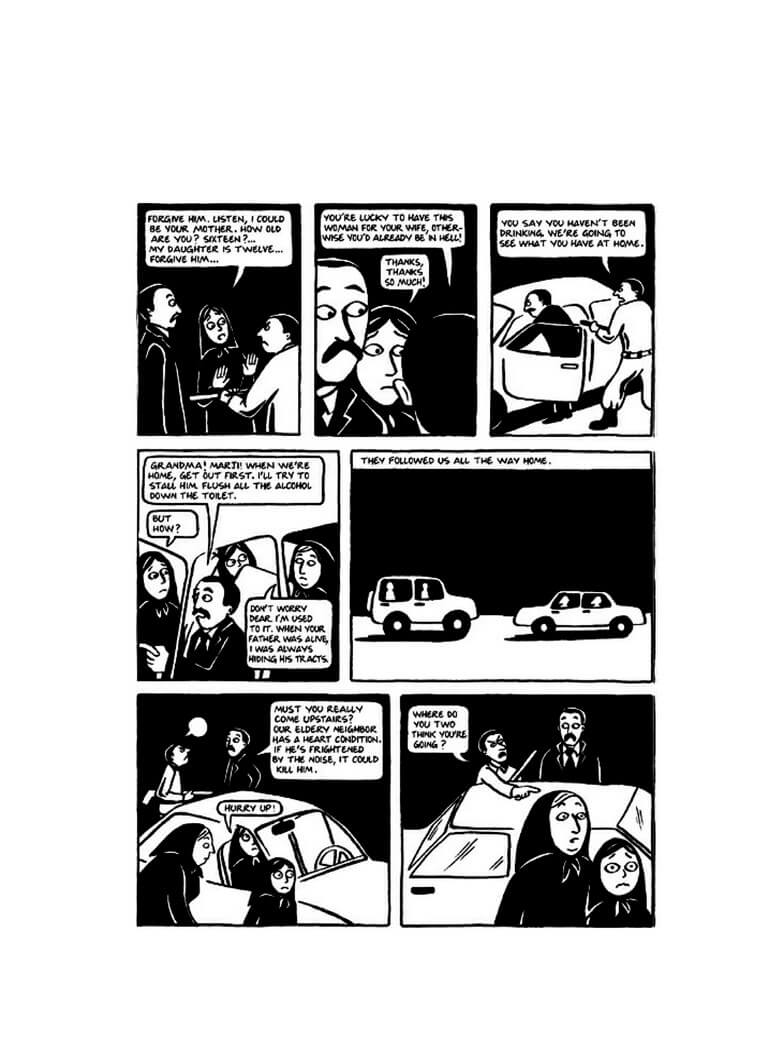 FORGIVE HIM. LISTEN, I COULD
BE YOUR MOTHER. HOW OLD
ARE YOU? SIXTEEN?...
MY DAUGHTER IS TWELVE...
FORGIVE HIM...
YOU'RE LUCKY TO HAVE THIS
WOMAN FOR YOUR WIFE, OTHER-
WISE YOU'D ALREADY BE IN HELL!
THANKS,
THANKS
SO MUCH!
YOU SAY YOU HAVEN'T BEEN
DRINKING. WE'RE GOING TO
SEE WHAT YOU HAVE AT HOME.
GRANDMA! MARJI! WHEN WE'RE
HOME, GET OUT FIRST. I'LL TRY TO
STALL HIM FLUSH ALL THE ALCOHOL
DOWN THE TOILET.
BUT
HOW?
DON'T WORRY
DEAR. I'M USED
TO IT. WHEN YOUR
FATHER WAS ALIVE,
I WAS ALWAYS
HIDING HIS TRACTS.
THEY FOLLOWED US ALL THE WAY HOME.
MUST YOU REALLY
COME UPSTAIRS?
OUR ELDERY NEIGHBOR
HAS A HEART CONDITION.
IF HE'S FRIGHTENED
BY THE NOISE, IT COULD
KILL HIM.
HURRY UP!
WHERE DO
YOU TWO
THINK YOU'RE
GOING?